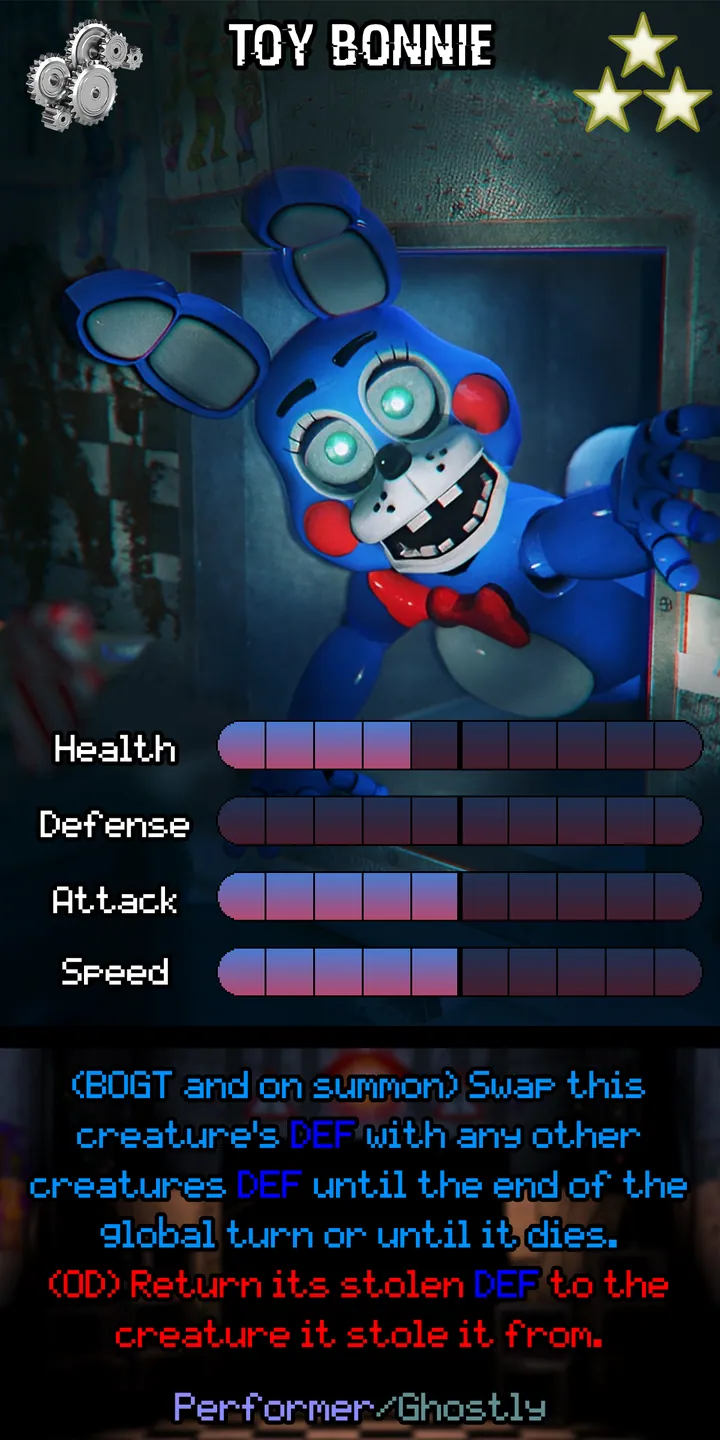 TOY BONNIE
Health
Defense
Attack
Speed
(BOGT and on summon) Swap this
creature's DEF with any other
creatures DEF until the end of the
global turn or until it dies.
(OD) Return its stolen DEF to the
creature it stole it from.
Performer/Ghostly